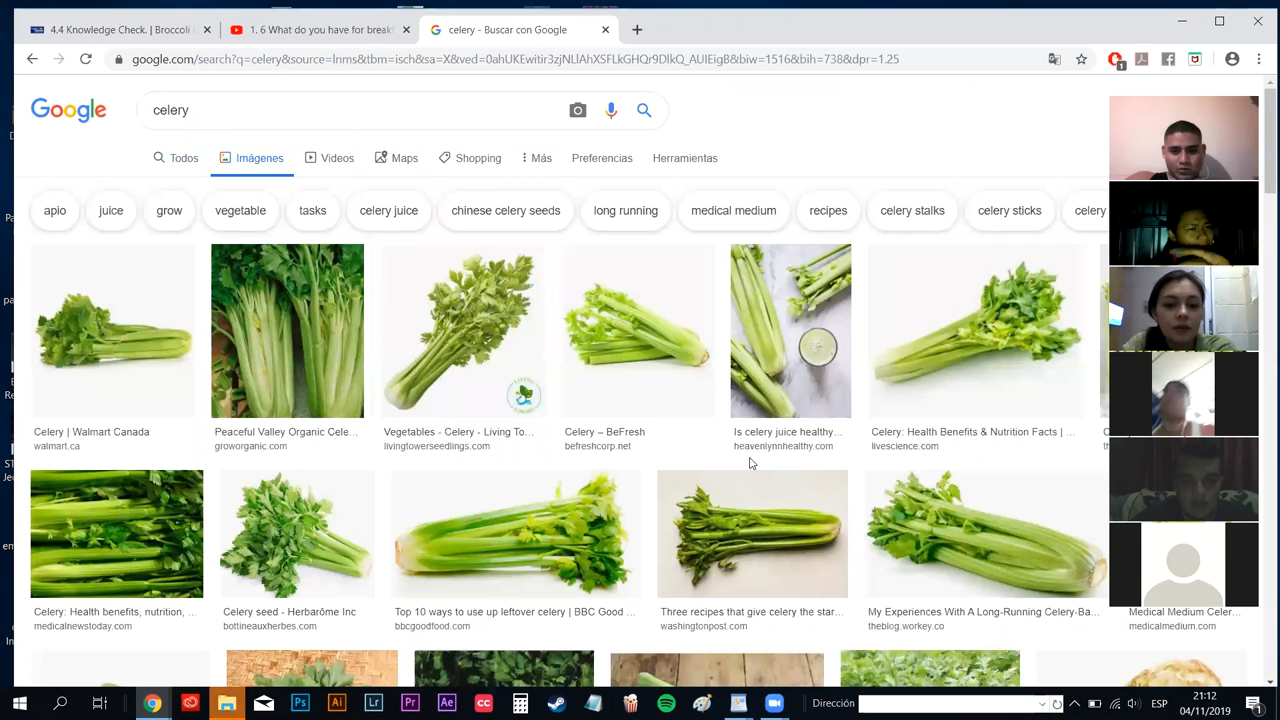 4.4 Knowledge Check. | Broccoli
1. 6 What do you have for break
celery - Buscar con Google
google.com/search?q=celery&source=lnms&tbm=isch&sa=X&ved=
&biw=1516&bih=738&dpr=1.25
Google
celery
Todos
Imágenes
Videos
Maps
Shopping
Más
Preferencias
Herramientas
apio
juice
grow
vegetable
tasks
celery juice
chinese celery seeds
long running
medical medium
recipes
celery stalks
celery sticks
celery
Celery | Walmart Canada
walmart.ca
Peaceful Valley Organic Cele...
groworganic.com
Vegetables - Celery - Living To...
livingtowerseedlings.com
Celery – BeFresh
befreshcorp.net
Is celery juice healthy...
heavenlynnhealthy.com
Celery: Health Benefits & Nutrition Facts | ...
livescience.com
Celery: Health benefits, nutrition, ...
medicalnewstoday.com
Celery seed - Herbarôme Inc
bottineauxherbes.com
Top 10 ways to use up leftover celery | BBC Good ...
bbcgoodfood.com
Three recipes that give celery the star...
washingtonpost.com
My Experiences With A Long-Running Celery-Ba...
theblog.workey.co
Medical Medium Celer...
medicalmedium.com
Ps
Ai
Lr
Pr
Ae
Dirección
ESP
21:12
04/11/2019